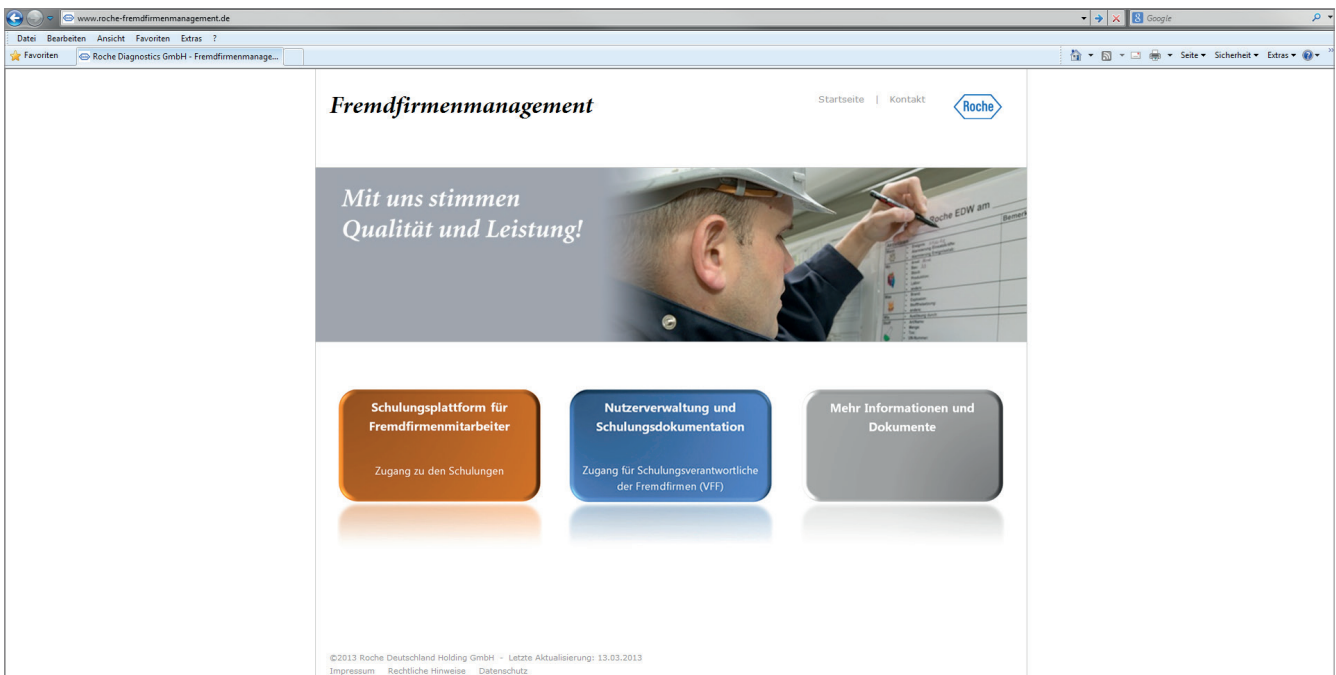 www.roche-fremdfirmenmanagement.de
Google
Datei Bearbeiten Ansicht Favoriten Extras ?
Favoriten
Roche Diagnostics GmbH - Fremdfirmenmanage...
Seite Sicherheit Extras
Fremdfirmenmanagement
Startseite | Kontakt
Roche
Mit uns stimmen
Qualität und Leistung!
Roche EDW am
Schulungsplattform für
Fremdfirmenmitarbeiter
Zugang zu den Schulungen
Nutzerverwaltung und
Schulungsdokumentation
Zugang für Schulungsverantwortliche
der Fremdfirmen (VFF)
Mehr Informationen und
Dokumente
©2013 Roche Deutschland Holding GmbH - Letzte Aktualisierung: 13.03.2013
Impressum Rechtliche Hinweise Datenschutz